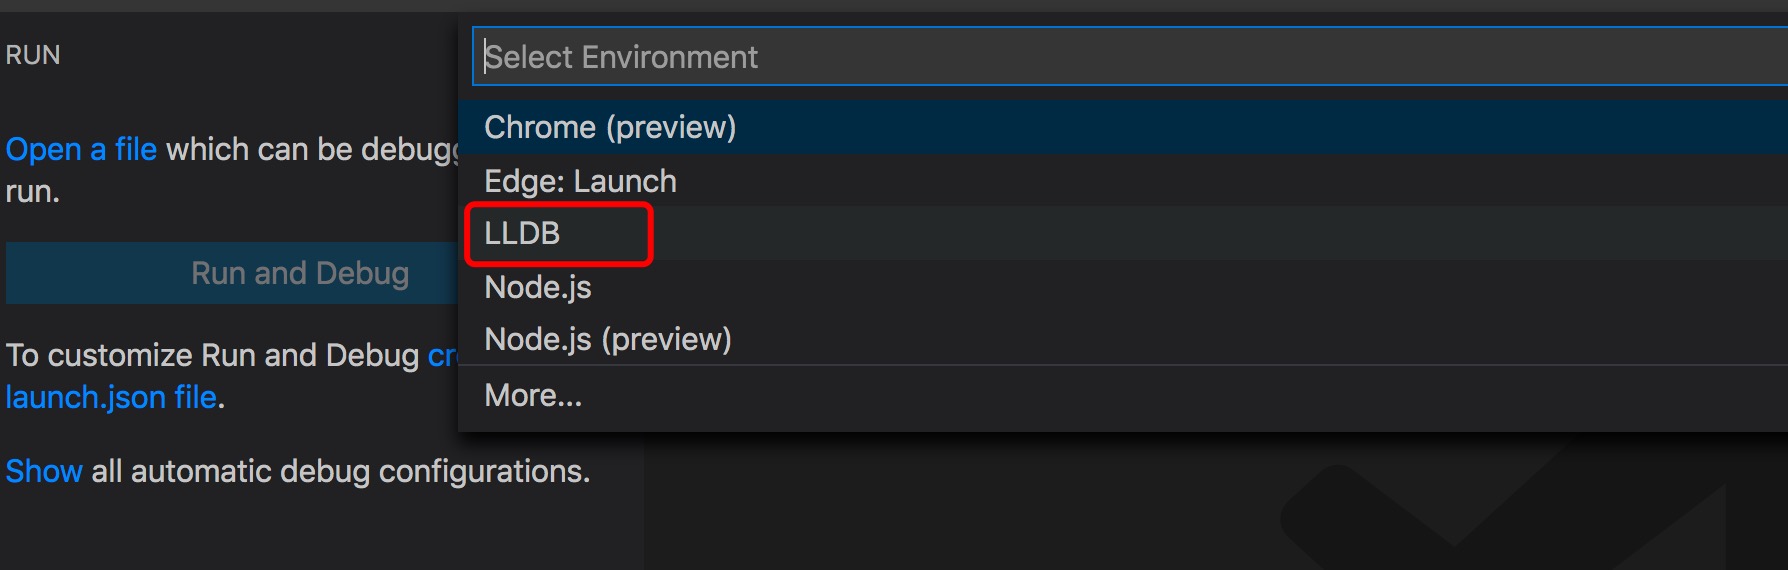 RUN
Open a file which can be debugg
run.
Run and Debug
To customize Run and Debug cr
launch.json file.
Show all automatic debug configurations.
Select Environment
Chrome (preview)
Edge: Launch
LLDB
Node.js
Node.js (preview)
More...